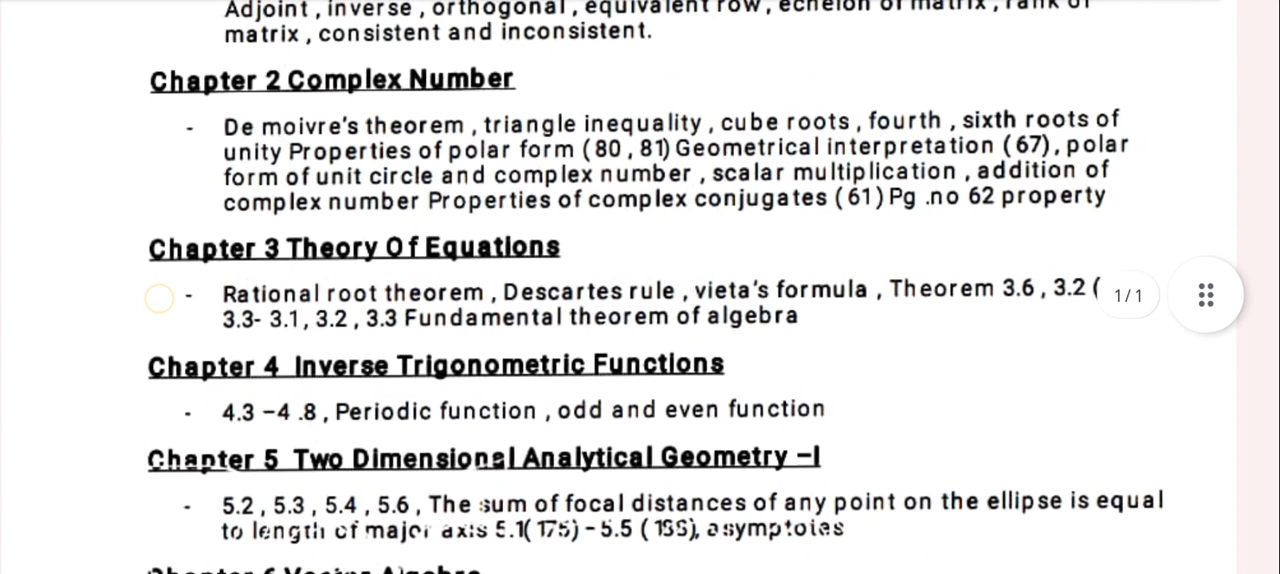 Adjoint , inverse , orthogonal , equivalent row , echelon of matrix , rank of
matrix , consistent and inconsistent.
Chapter 2 Complex Number
- De moivre's theorem , triangle inequality , cube roots , fourth , sixth roots of
unity Properties of polar form ( 80 , 81) Geometrical interpretation ( 67) , polar
form of unit circle and complex number , scalar multiplication , addition of
complex number Properties of complex conjugates ( 61) Pg .no 62 property
Chapter 3 Theory Of Equations
- Rational root theorem , Descartes rule , vieta's formula , Theorem 3.6 , 3.2 (
1/1
3.3- 3.1 , 3.2 , 3.3 Fundamental theorem of algebra
Chapter 4 Inverse Trigonometric Functions
- 4.3 –4 .8 , Periodic function , odd and even function
Chapter 5 Two Dimensional Analytical Geometry –I
- 5.2 , 5.3 , 5.4 , 5.6 , The sum of focal distances of any point on the ellipse is equal
to length of major axis 5.1( 175) – 5.5 ( ), asymptotes
Chapter 6 Vector Algebra